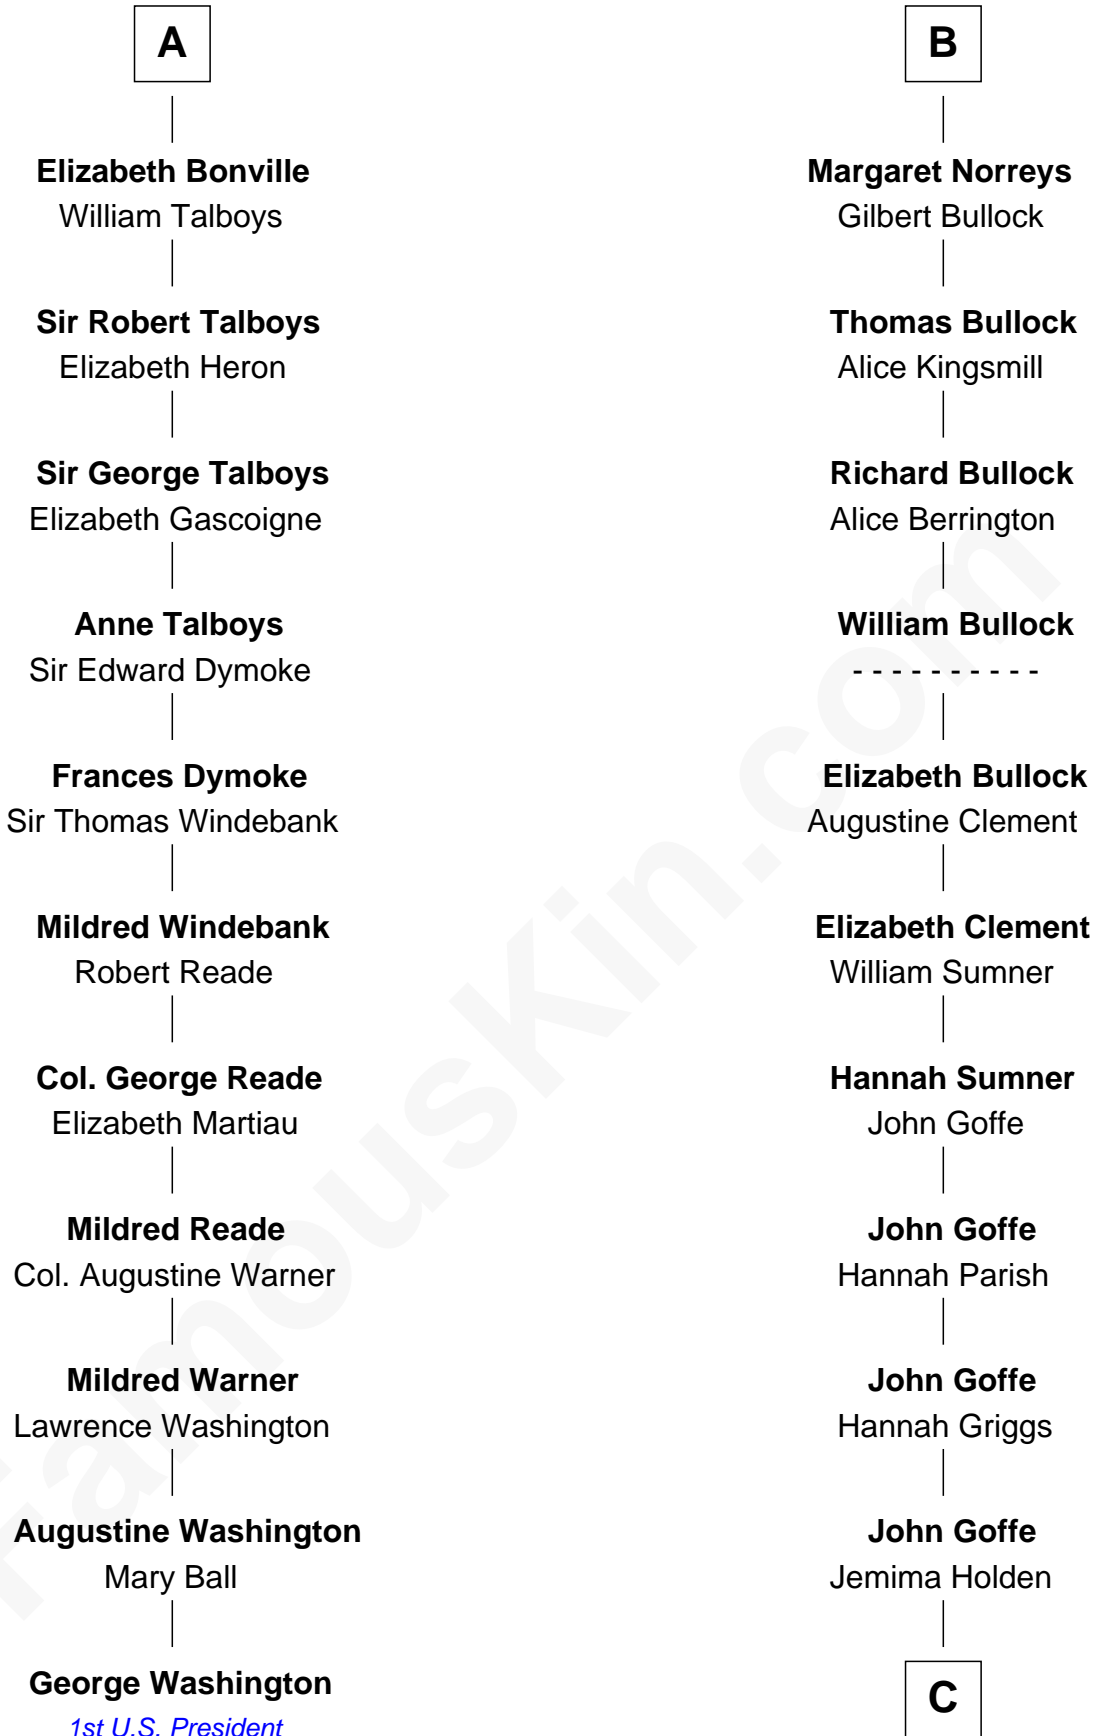 A
Elizabeth Bonville
William Talboys
Sir Robert Talboys
Elizabeth Heron
Sir George Talboys
Elizabeth Gascoigne
Anne Talboys
Sir Edward Dymoke
Frances Dymoke
Sir Thomas Windebank
Mildred Windebank
Robert Reade
Col. George Reade
Elizabeth Martiau
Mildred Reade
Col. Augustine Warner
Mildred Warner
Lawrence Washington
Augustine Washington
Mary Ball
George Washington
1st U.S. President
B
Margaret Norreys
Gilbert Bullock
Thomas Bullock
Alice Kingsmill
Richard Bullock
Alice Berrington
William Bullock
- - - - - - - - - -
Elizabeth Bullock
Augustine Clement
Elizabeth Clement
William Sumner
Hannah Sumner
John Goffe
John Goffe
Hannah Parish
John Goffe
Hannah Griggs
John Goffe
Jemima Holden
C
FamousKin.com